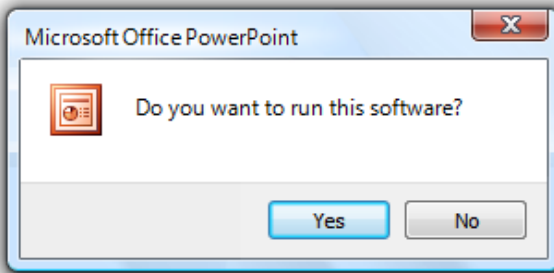 Microsoft Office PowerPoint
Do you want to run this software?
Yes
No